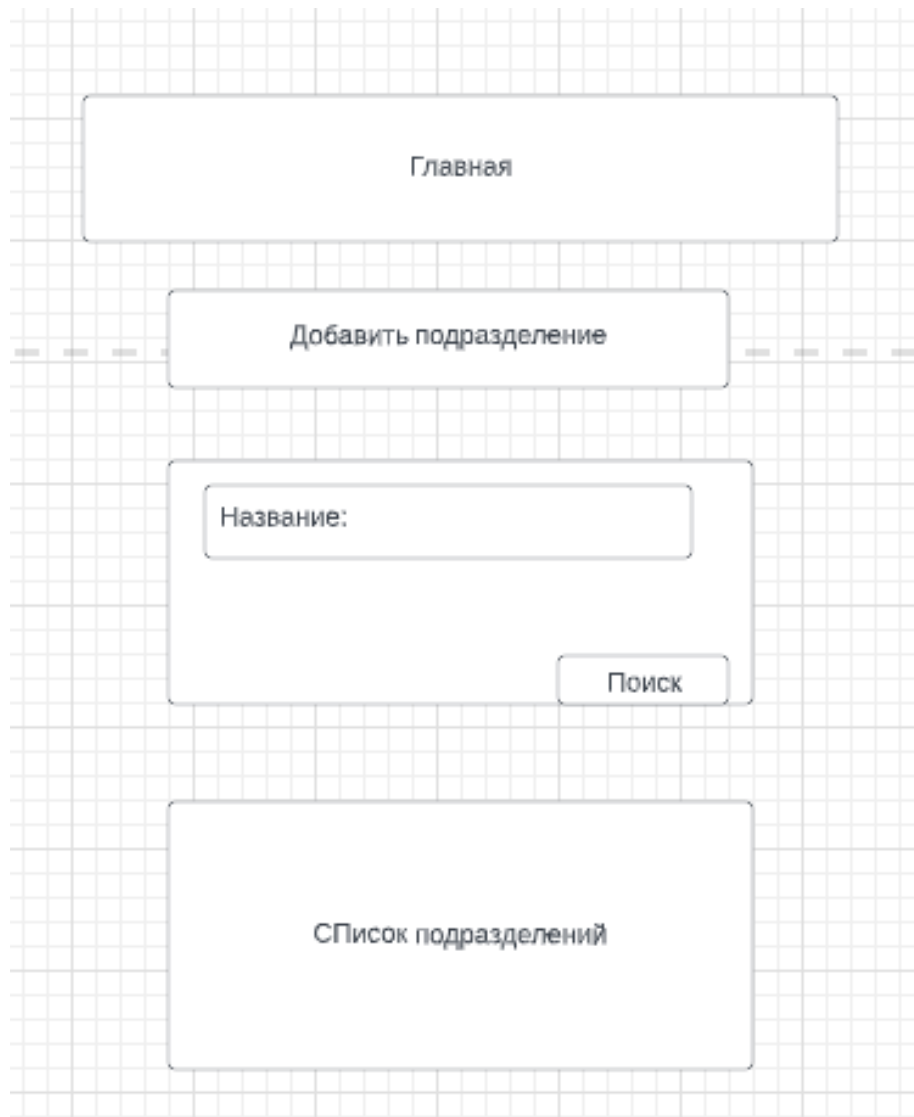 Главная
Добавить подразделение
Название:
Поиск
СПисок подразделений